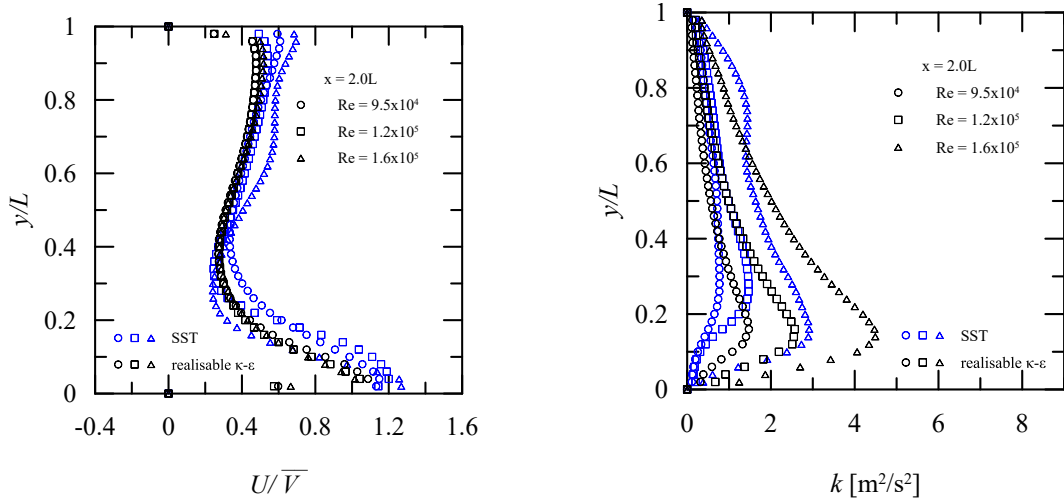 1
0.8
0.6
0.4
0.2
0
y/L
-0.4 0 0.4 0.8 1.2 1.6
U/V̅
x = 2.0L
Re = 9.5x10⁴
Re = 1.2x10⁵
Re = 1.6x10⁵
SST
realisable κ-ε
1
0.8
0.6
0.4
0.2
0
y/L
0 2 4 6 8
k [m²/s²]
x = 2.0L
Re = 9.5x10⁴
Re = 1.2x10⁵
Re = 1.6x10⁵
SST
realisable κ-ε